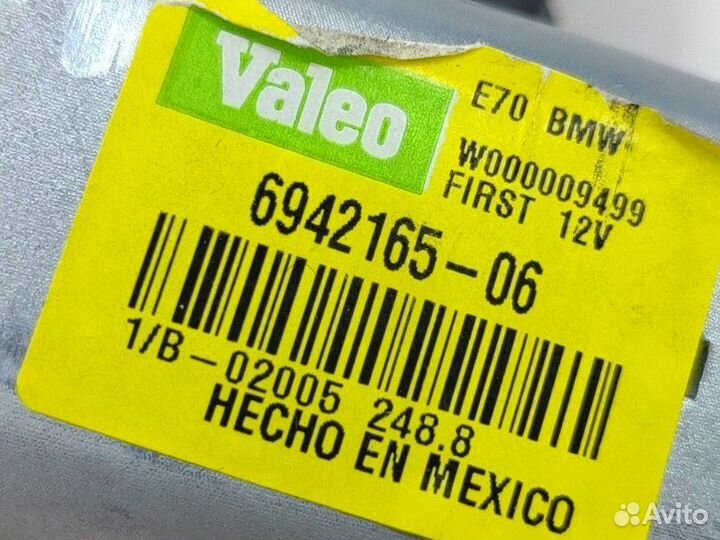 Valeo
E70 BMW
W000009499
FIRST 12V
6942165-06
1/B-02005 248.8
HECHO EN MEXICO
Avito